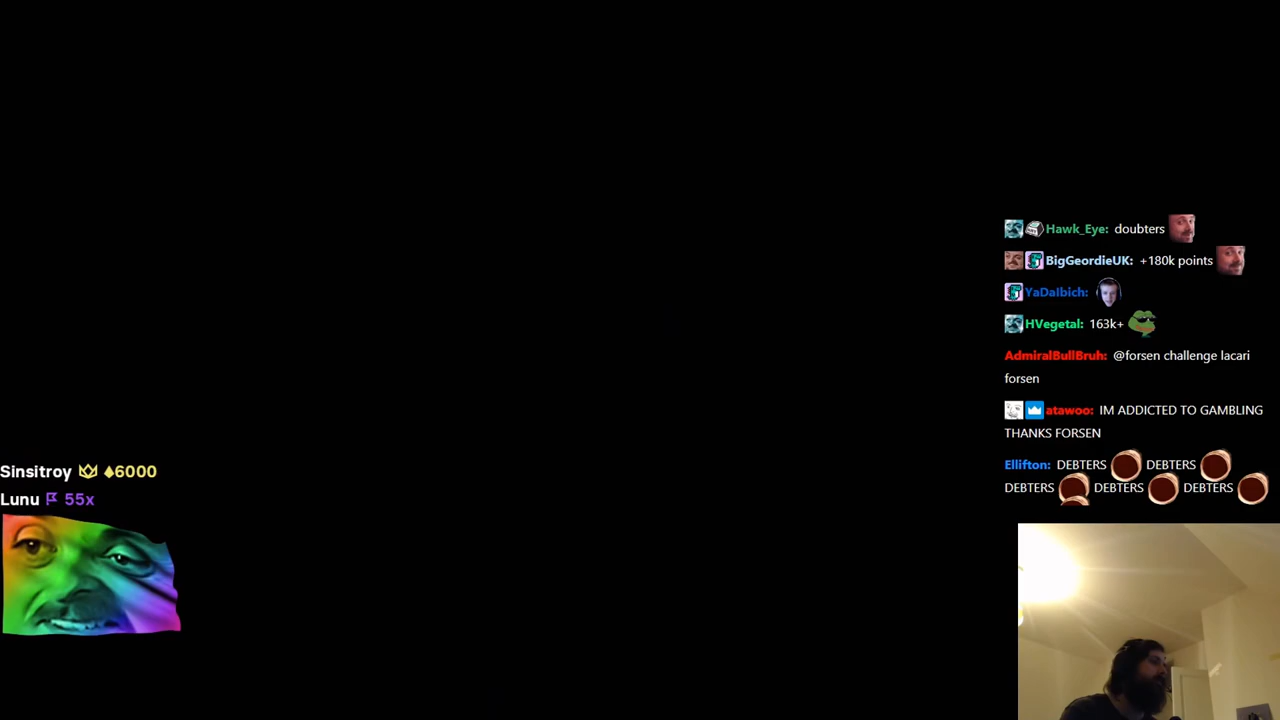 Hawk_Eye: doubters
BigGeordieUK: +180k points
YaDaIbich:
HVegetal: 163k+
AdmiralBullBruh: @forsen challenge lacari
forsen
atawoo: IM ADDICTED TO GAMBLING
THANKS FORSEN
Ellifton: DEBTERS DEBTERS
DEBTERS DEBTERS DEBTERS
Sinsitroy 6000
Lunu 55x